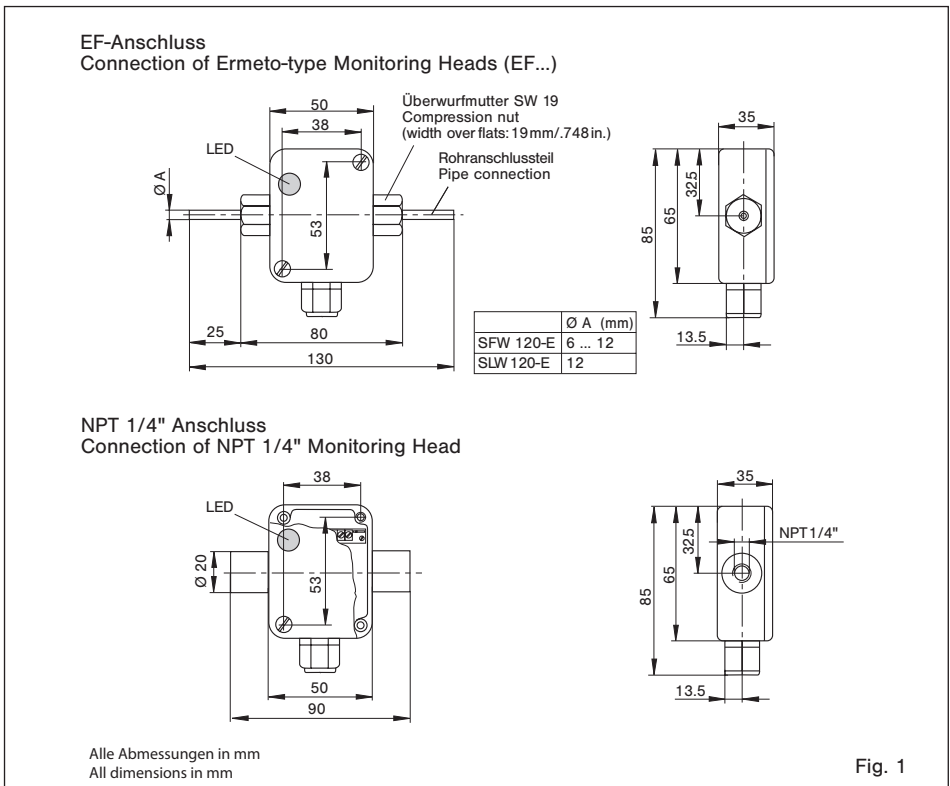 EF-Anschluss
Connection of Ermeto-type Monitoring Heads (EF...)
50
38
LED
Überwurfmutter SW 19
Compression nut
(width over flats: 19 mm/.748 in.)
Rohranschlussteil
Pipe connection
Ø A
53
25
80
130
35
32.5
65
85
13.5
Ø A (mm)
SFW 120-E 6 ... 12
SLW 120-E 12
NPT 1/4" Anschluss
Connection of NPT 1/4" Monitoring Head
38
LED
Ø 20
53
50
90
35
NPT 1/4"
32.5
65
85
13.5
Alle Abmessungen in mm
All dimensions in mm
Fig. 1